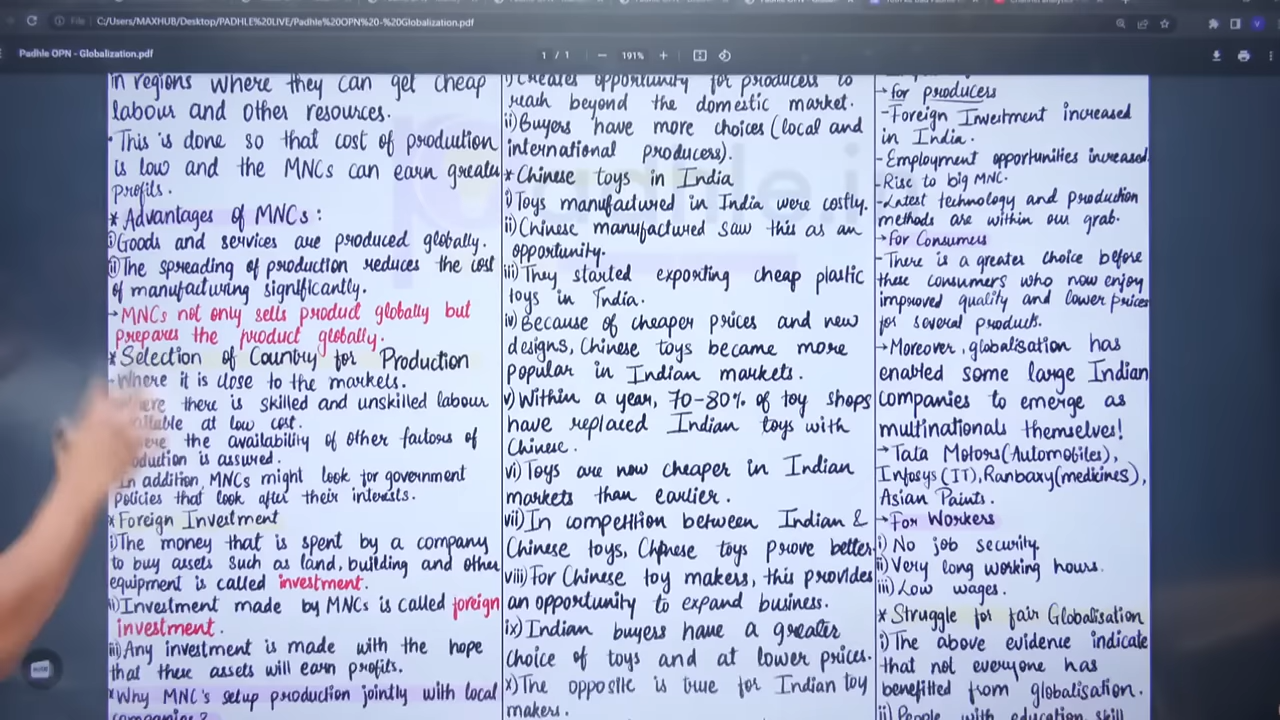 File
C:/Users/MAXHUB/Desktop/PADHLE%20LIVE/Padhle%20OPN%20-%20Globalization.pdf
Padhle OPN - Globalization.pdf
1 / 1
191%
in regions where they can get cheap
labour and other resources.
• This is done so that cost of production
is low and the MNCs can earn greater
profits.
* Advantages of MNCs :
i) Goods and services are produced globally.
ii) The spreading of production reduces the cost
of manufacturing significantly.
→ MNCs not only sells product globally but
prepares the product globally.
* Selection of Country for Production
- Where it is close to the markets.
there is skilled and unskilled labour
at low cost.
the availability of other factors of
is assured.
In addition, MNCs might look for government
policies that look after their interests.
* Foreign Investment
i) The money that is spent by a company
to buy assets such as land, building and other
equipment is called investment.
ii) Investment made by MNCs is called foreign
investment.
iii) Any investment is made with the hope
that these assets will earn profits.
* Why MNC's setup production jointly with local
companies?
i) Creates opportunity for producers to
reach beyond the domestic market.
ii) Buyers have more choices (local and
international producers).
* Chinese toys in India
i) Toys manufactured in India were costly.
ii) Chinese manufactured saw this as an
opportunity.
iii) They started exporting cheap plastic
toys in India.
iv) Because of cheaper prices and new
designs, Chinese toys became more
popular in Indian markets.
v) Within a year, 70-80% of toy shops
have replaced Indian toys with
Chinese.
vi) Toys are now cheaper in Indian
markets than earlier.
vii) In competition between Indian &
Chinese toys, Chinese toys prove better.
viii) For Chinese toy makers, this provides
an opportunity to expand business.
ix) Indian buyers have a greater
choice of toys and at lower prices.
x) The opposite is true for Indian toy
makers.
→ for producers
- Foreign Investment increased
in India.
- Employment opportunities increased
- Rise to big MNC.
- Latest technology and production
methods are within our grab.
→ For Consumers
- There is a greater choice before
these consumers who now enjoy
improved quality and lower prices
for several products.
→ Moreover, globalisation has
enabled some large Indian
companies to emerge as
multinationals themselves!
→ Tata Motors (Automobiles),
Infosys (IT), Ranbaxy (medicines),
Asian Paints.
→ For Workers
i) No job security
ii) Very long working hours.
iii) Low wages.
* Struggle for fair Globalisation
i) The above evidence indicate
that not everyone has
benefitted from globalisation.
ii) People with education, skill